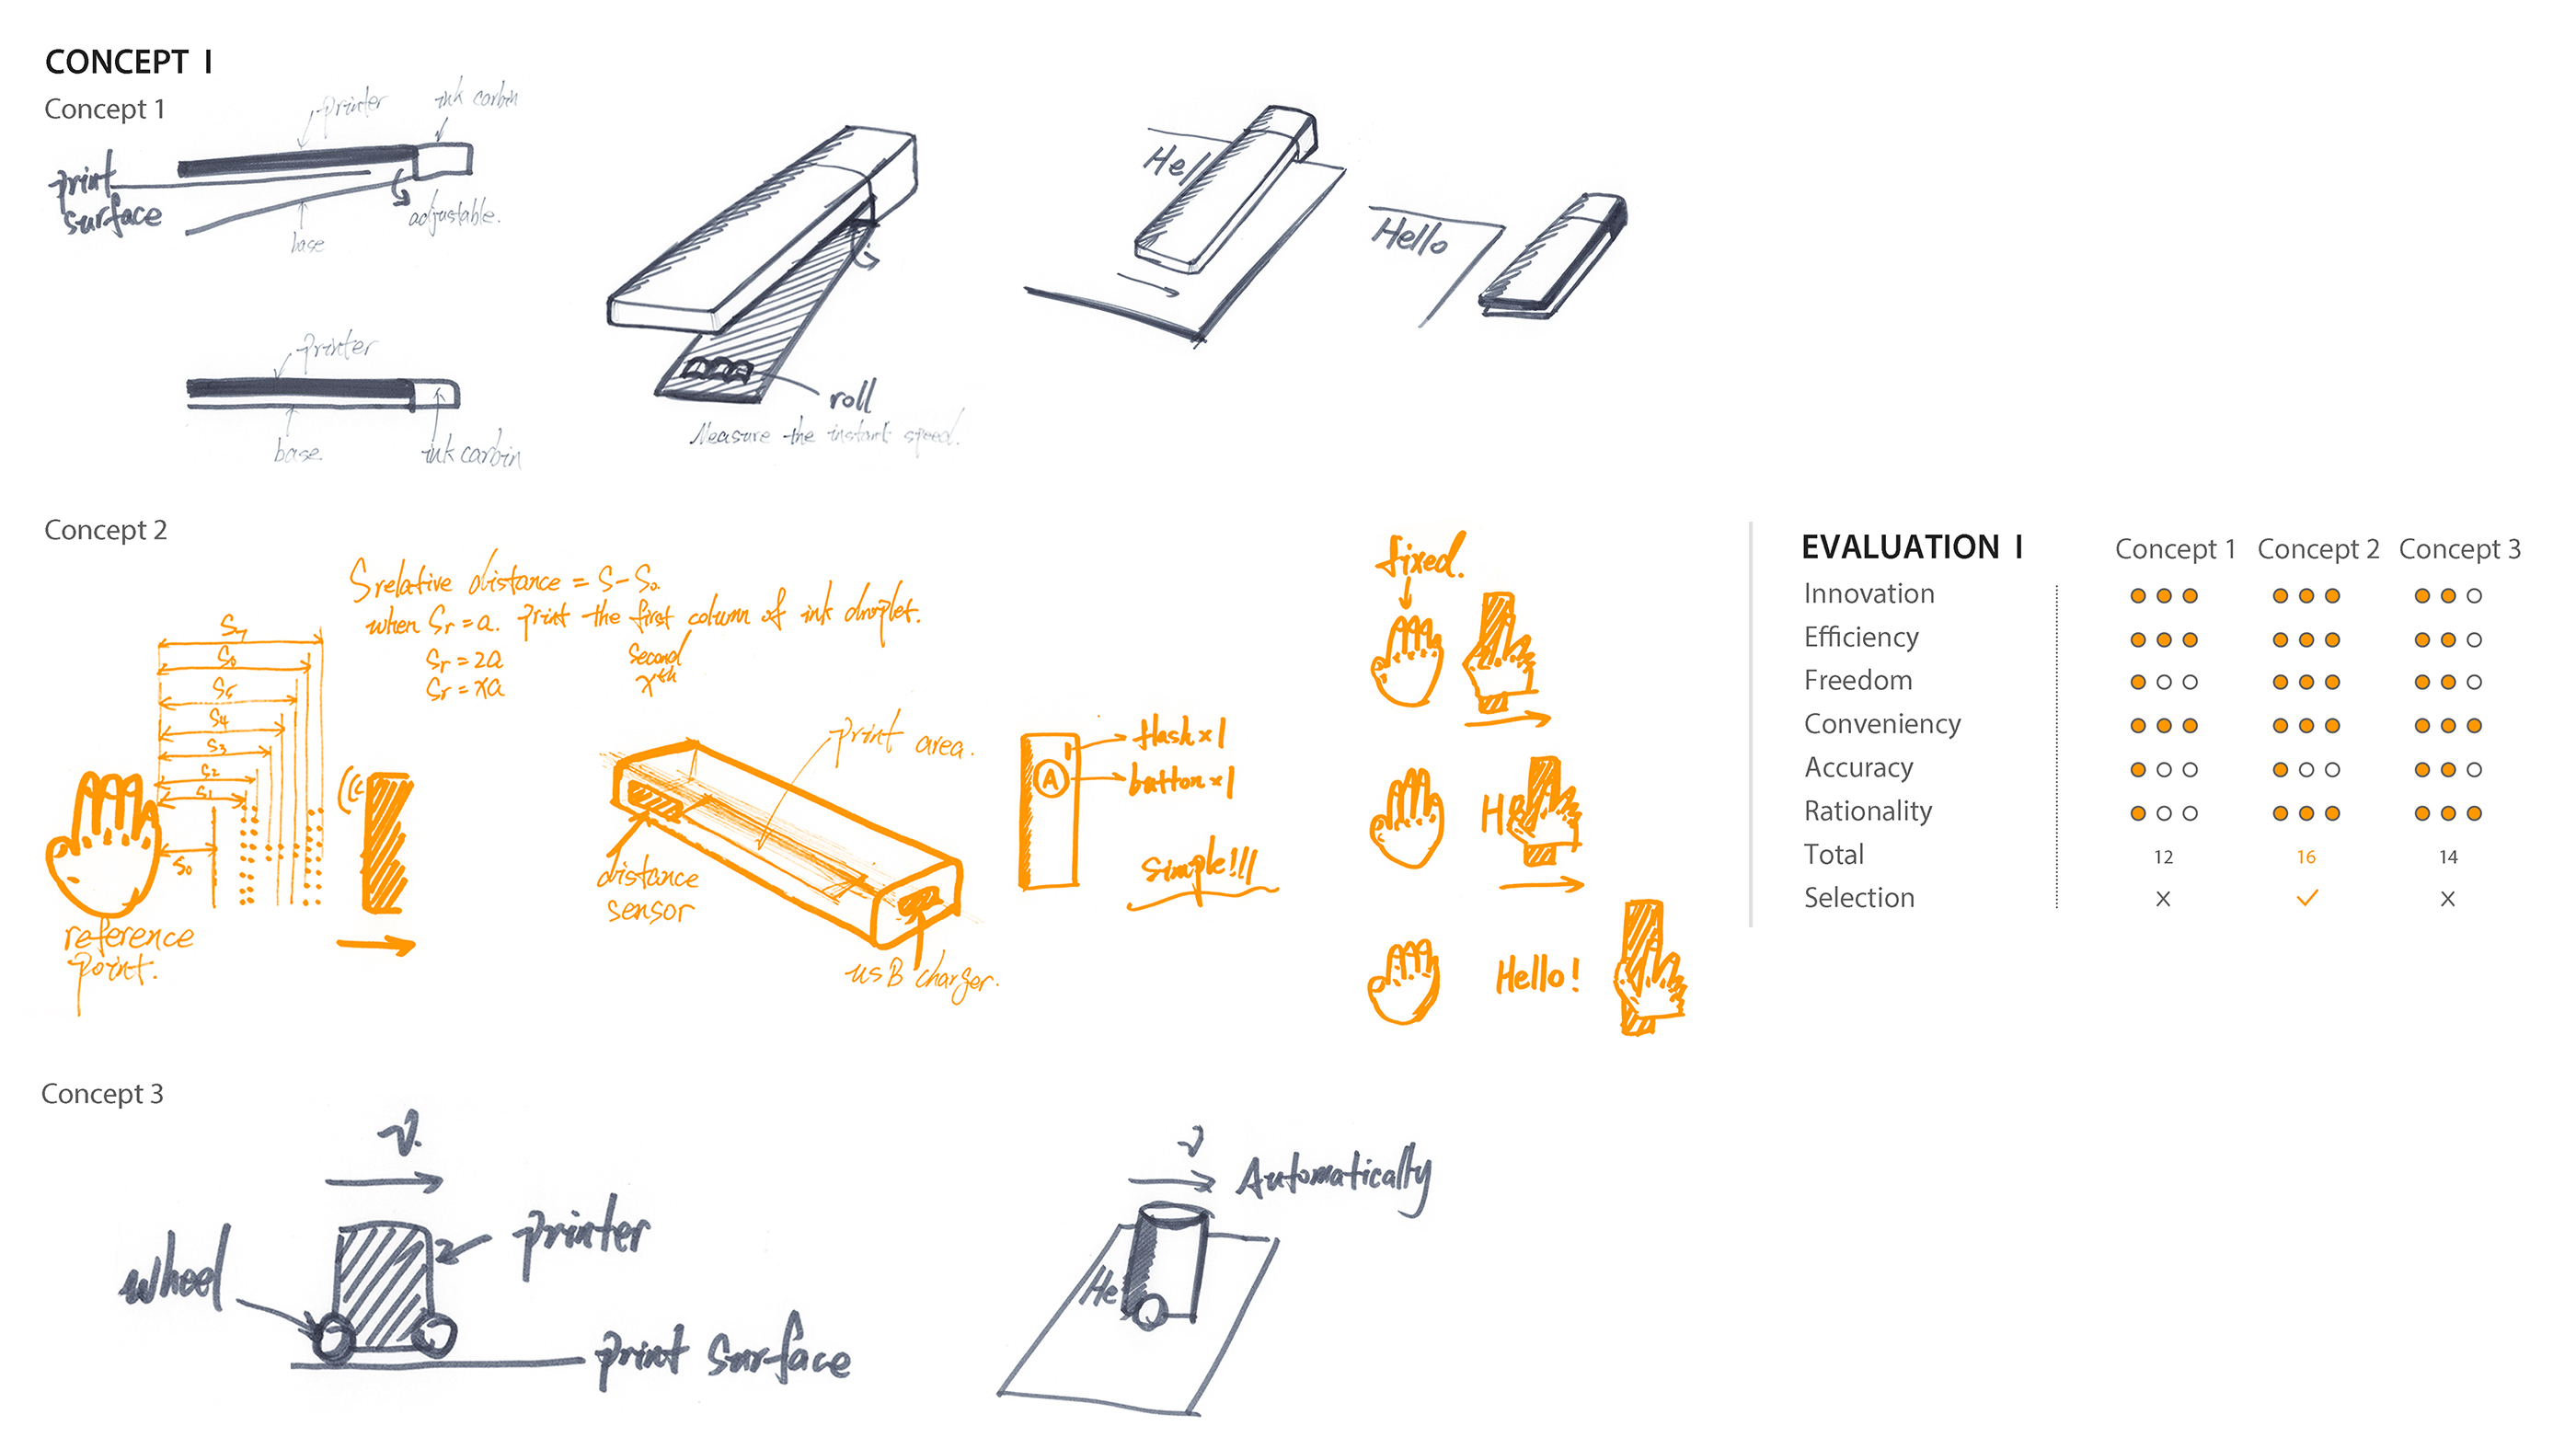 CONCEPT I
Concept 1
printer
ink carbin
print
surface
adjustable.
base
printer
base
ink carbin
roll
Measure the instant speed.
Hel
Hello
Concept 2
Srelative distance = S-S0.
when Sr = a. print the first column of ink droplet.
Sr = 2a second
Sr = xa xth
S7
S6
S5
S4
S3
S2
S1
S0
reference
point.
print area.
distance
sensor
USB charger.
flash x1
A
button x1
Simple!!!
fixed.
H
Hello!
EVALUATION I Concept 1 Concept 2 Concept 3
Innovation
Efficiency
Freedom
Conveniency
Accuracy
Rationality
Total 12 16 14
Selection X ✓ X
Concept 3
v.
wheel
printer
print surface
v
Automatically
He